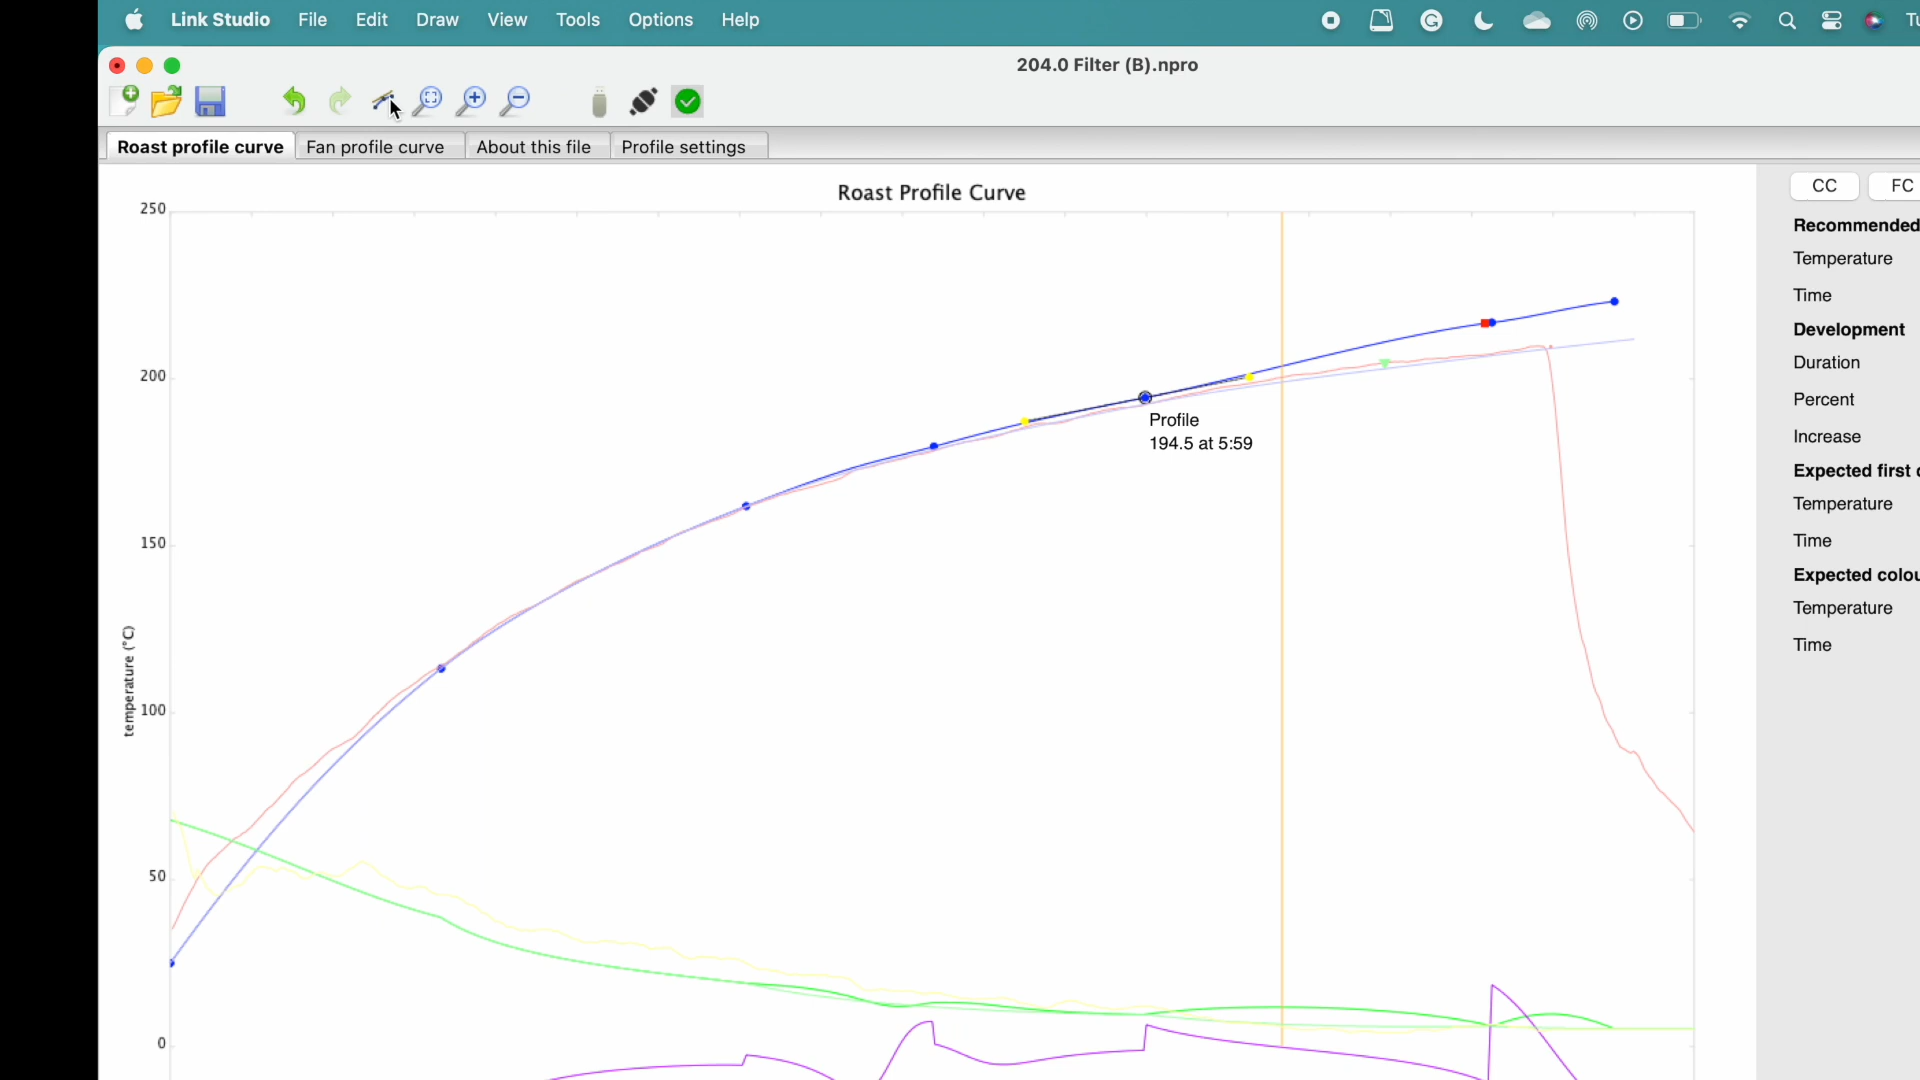 Link Studio File Edit Draw View Tools Options Help
204.0 Filter (B).npro
Roast profile curve Fan profile curve About this file Profile settings
Roast Profile Curve
250
200
150
100
50
0
temperature (°C)
Profile
194.5 at 5:59
CC FC
Recommended
Temperature
Time
Development
Duration
Percent
Increase
Expected first
Temperature
Time
Expected colou
Temperature
Time